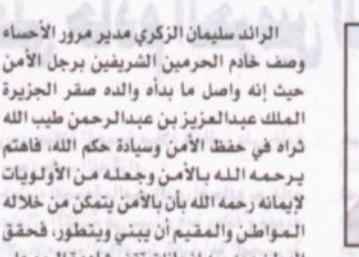 الرائد سليمان الزكري مدير مرور الأحساء
وصف خادم الحرمين الشريفين برجل الأمن
حيث إنه واصل ما بدأه والده صقر الجزيرة
الملك عبدالعزيز بن عبدالرحمن طيب الله
ثراه في حفظ الأمن وسيادة حكم الله، فاهتم
يرحمه الله بالأمن وجعله من الأولويات
لإيمانه رحمه الله بأن بالأمن يتمكن من خلاله
المواطن والمقيم أن يبني ويتطور، فحقق